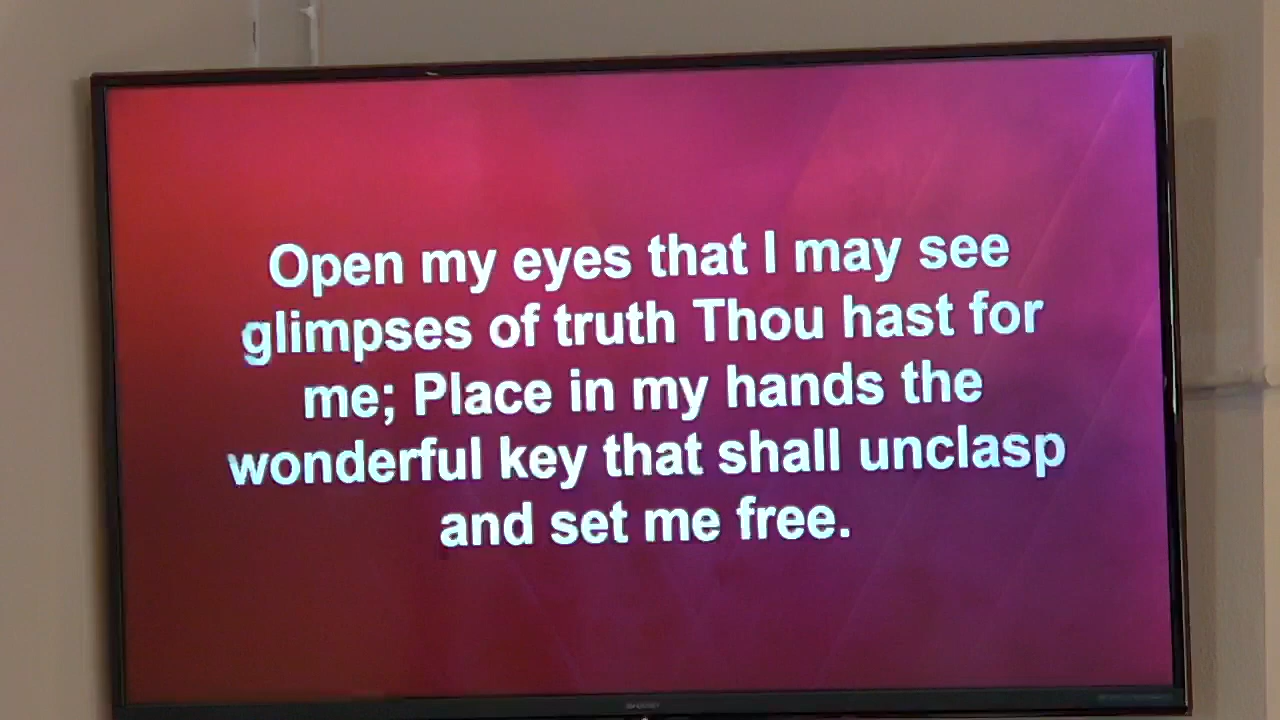 Open my eyes that I may see
glimpses of truth Thou hast for
me; Place in my hands the
wonderful key that shall unclasp
and set me free.
SHARP